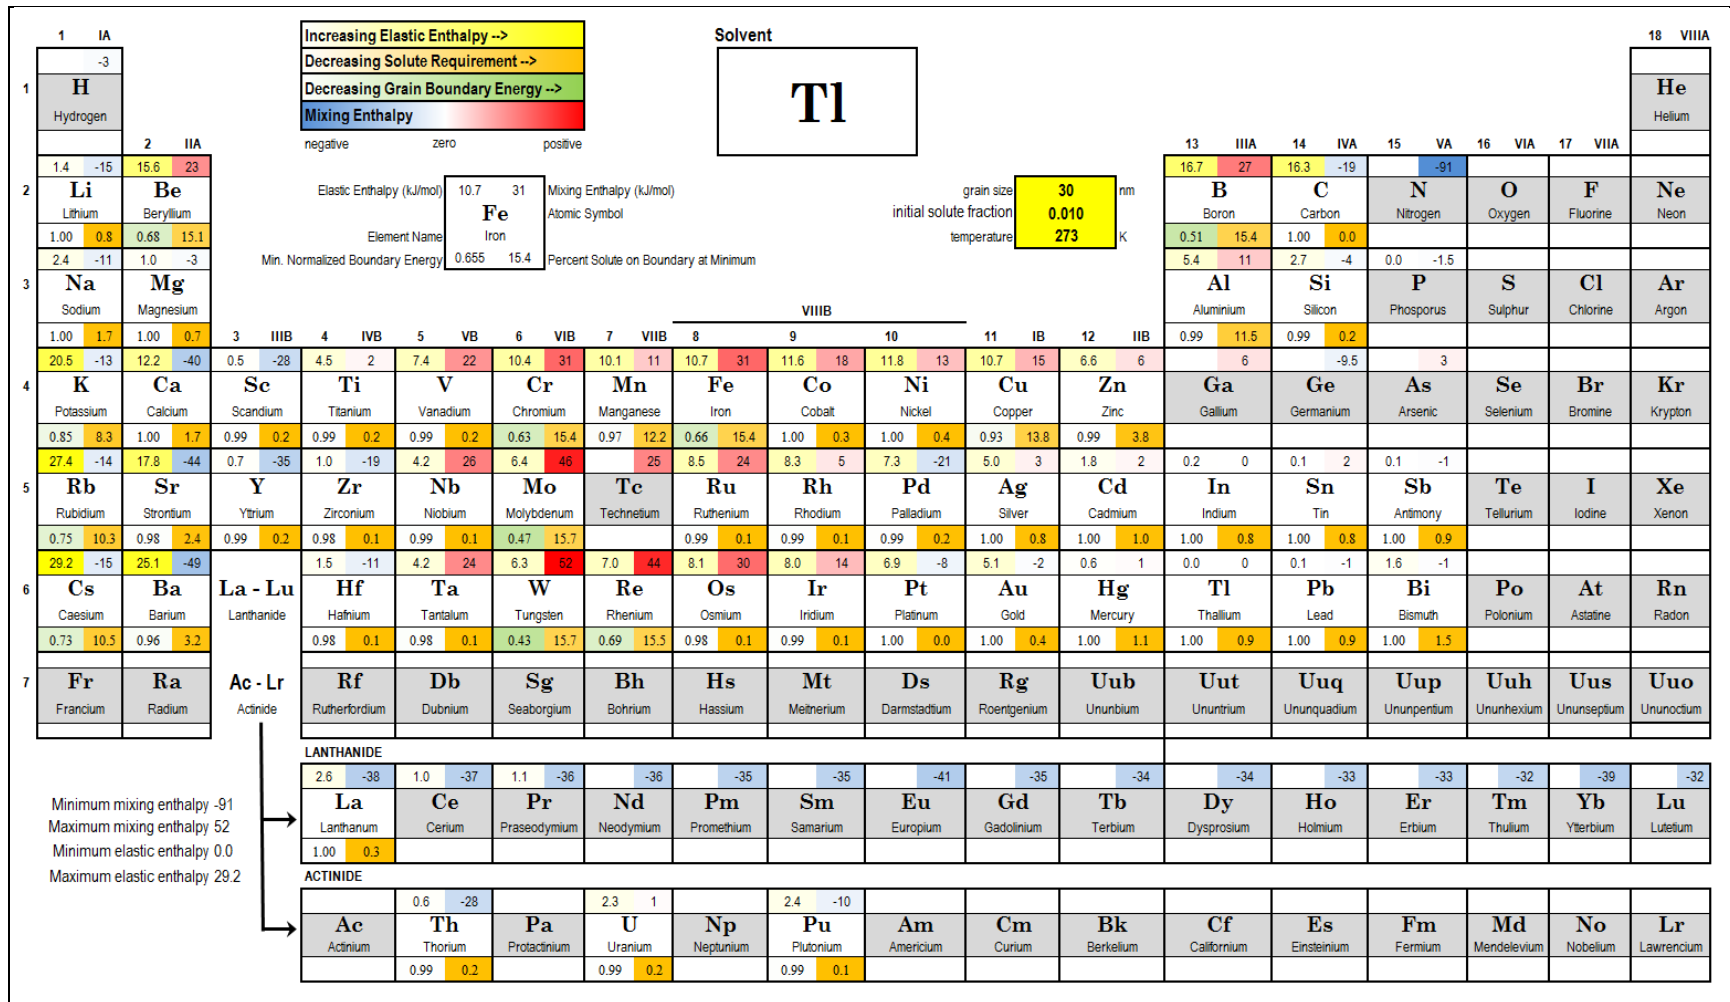 1 IA
18 VIIIA
Increasing Elastic Enthalpy -->
Decreasing Solute Requirement -->
Decreasing Grain Boundary Energy -->
Mixing Enthalpy
negative zero positive
Solvent
Tl
Elastic Enthalpy (kJ/mol) 10.7 31 Mixing Enthalpy (kJ/mol)
Fe Atomic Symbol
Element Name Iron
Min. Normalized Boundary Energy 0.655 15.4 Percent Solute on Boundary at Minimum
grain size 30 nm
initial solute fraction 0.010
temperature 273 K
-3
1 H He
Hydrogen Helium
2 IIA 13 IIIA 14 IVA 15 VA 16 VIA 17 VIIA
1.4 -15 15.6 23 16.7 27 16.3 -19 -91
2 Li Be B C N O F Ne
Lithium Beryllium Boron Carbon Nitrogen Oxygen Fluorine Neon
1.00 0.8 0.68 15.1 0.51 15.4 1.00 0.0
2.4 -11 1.0 -3 5.4 11 2.7 -4 0.0 -1.5
3 Na Mg Al Si P S Cl Ar
Sodium Magnesium Aluminium Silicon Phosporus Sulphur Chlorine Argon
VIIIB
1.00 1.7 1.00 0.7 3 IIIB 4 IVB 5 VB 6 VIB 7 VIIB 8 9 10 11 IB 12 IIB 0.99 11.5 0.99 0.2
20.5 -13 12.2 -40 0.5 -28 4.5 2 7.4 22 10.4 31 10.1 11 10.7 31 11.6 18 11.8 13 10.7 15 6.6 6 6 -9.5 3
4 K Ca Sc Ti V Cr Mn Fe Co Ni Cu Zn Ga Ge As Se Br Kr
Potassium Calcium Scandium Titanium Vanadium Chromium Manganese Iron Cobalt Nickel Copper Zinc Gallium Germanium Arsenic Selenium Bromine Krypton
0.85 8.3 1.00 1.7 0.99 0.2 0.99 0.2 0.99 0.2 0.63 15.4 0.97 12.2 0.66 15.4 1.00 0.3 1.00 0.4 0.93 13.8 0.99 3.8
27.4 -14 17.8 -44 0.7 -35 1.0 -19 4.2 26 6.4 46 25 8.5 24 8.3 5 7.3 -21 5.0 3 1.8 2 0.2 0 0.1 2 0.1 -1
5 Rb Sr Y Zr Nb Mo Tc Ru Rh Pd Ag Cd In Sn Sb Te I Xe
Rubidium Strontium Yttrium Zirconium Niobium Molybdenum Technetium Ruthenium Rhodium Palladium Silver Cadmium Indium Tin Antimony Tellurium Iodine Xenon
0.75 10.3 0.98 2.4 0.99 0.2 0.98 0.1 0.99 0.1 0.47 15.7 0.99 0.1 0.99 0.1 0.99 0.2 1.00 0.8 1.00 1.0 1.00 0.8 1.00 0.8 1.00 0.9
29.2 -15 25.1 -49 1.5 -11 4.2 24 6.3 52 7.0 44 8.1 30 8.0 14 6.9 -8 5.1 -2 0.6 1 0.0 0 0.1 -1 1.6 -1
6 Cs Ba La - Lu Hf Ta W Re Os Ir Pt Au Hg Tl Pb Bi Po At Rn
Caesium Barium Lanthanide Hafnium Tantalum Tungsten Rhenium Osmium Iridium Platinum Gold Mercury Thallium Lead Bismuth Polonium Astatine Radon
0.73 10.5 0.96 3.2 0.98 0.1 0.98 0.1 0.43 15.7 0.69 15.5 0.98 0.1 0.99 0.1 1.00 0.0 1.00 0.4 1.00 1.1 1.00 0.9 1.00 0.9 1.00 1.5
7 Fr Ra Ac - Lr Rf Db Sg Bh Hs Mt Ds Rg Uub Uut Uuq Uup Uuh Uus Uuo
Francium Radium Actinide Rutherfordium Dubnium Seaborgium Bohrium Hassium Meitnerium Darmstadtium Roentgenium Ununbium Ununtrium Ununquadium Ununpentium Ununhexium Ununseptium Ununoctium
LANTHANIDE
2.6 -38 1.0 -37 1.1 -36 -36 -35 -35 -41 -35 -34 -34 -33 -33 -32 -39 -32
La Ce Pr Nd Pm Sm Eu Gd Tb Dy Ho Er Tm Yb Lu
Lanthanum Cerium Praseodymium Neodymium Promethium Samarium Europium Gadolinium Terbium Dysprosium Holmium Erbium Thulium Ytterbium Lutetium
1.00 0.3
Minimum mixing enthalpy -91
Maximum mixing enthalpy 52
Minimum elastic enthalpy 0.0
Maximum elastic enthalpy 29.2
ACTINIDE
0.6 -28 2.3 1 2.4 -10
Ac Th Pa U Np Pu Am Cm Bk Cf Es Fm Md No Lr
Actinium Thorium Protactinium Uranium Neptunium Plutonium Americium Curium Berkelium Californium Einsteinium Fermium Mendelevium Nobelium Lawrencium
0.99 0.2 0.99 0.2 0.99 0.1